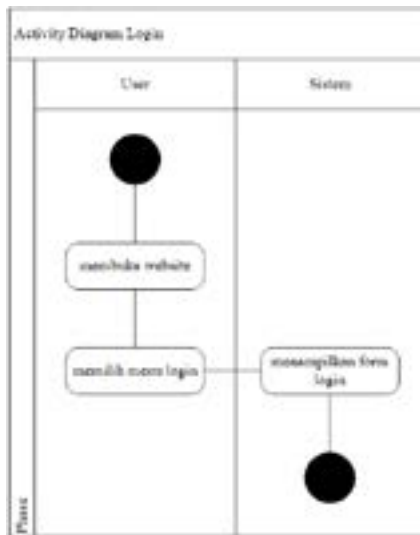 Activity Diagram Login
User
Sistem
membuka website
memilih menu login
menampilkan form
login
Phase